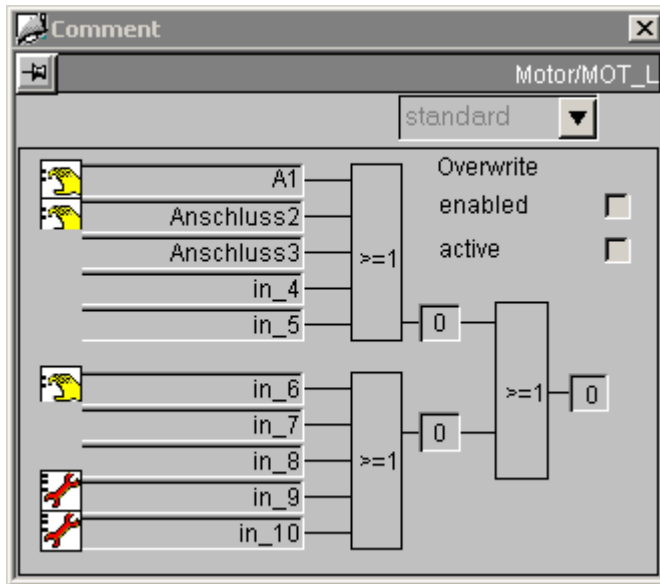 Comment
Motor/MOT_L
standard
Overwrite
enabled
active
A1
Anschluss2
Anschluss3
in_4
in_5
>=1
0
in_6
in_7
in_8
in_9
in_10
>=1
0
>=1
0